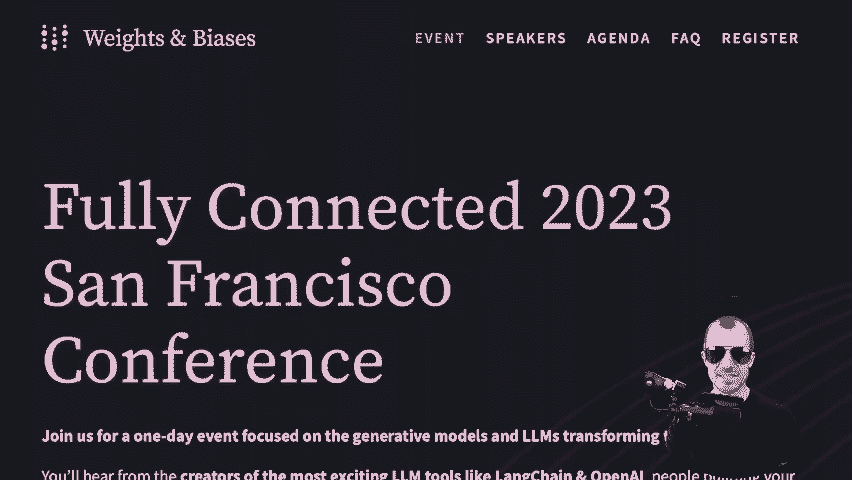 Weights & Biases
EVENT SPEAKERS AGENDA FAQ REGISTER
Fully Connected 2023
San Francisco
Conference
Join us for a one-day event focused on the generative models and LLMs transforming
You'll hear from the creators of the most exciting LLM tools like LangChain & OpenAI, people building your